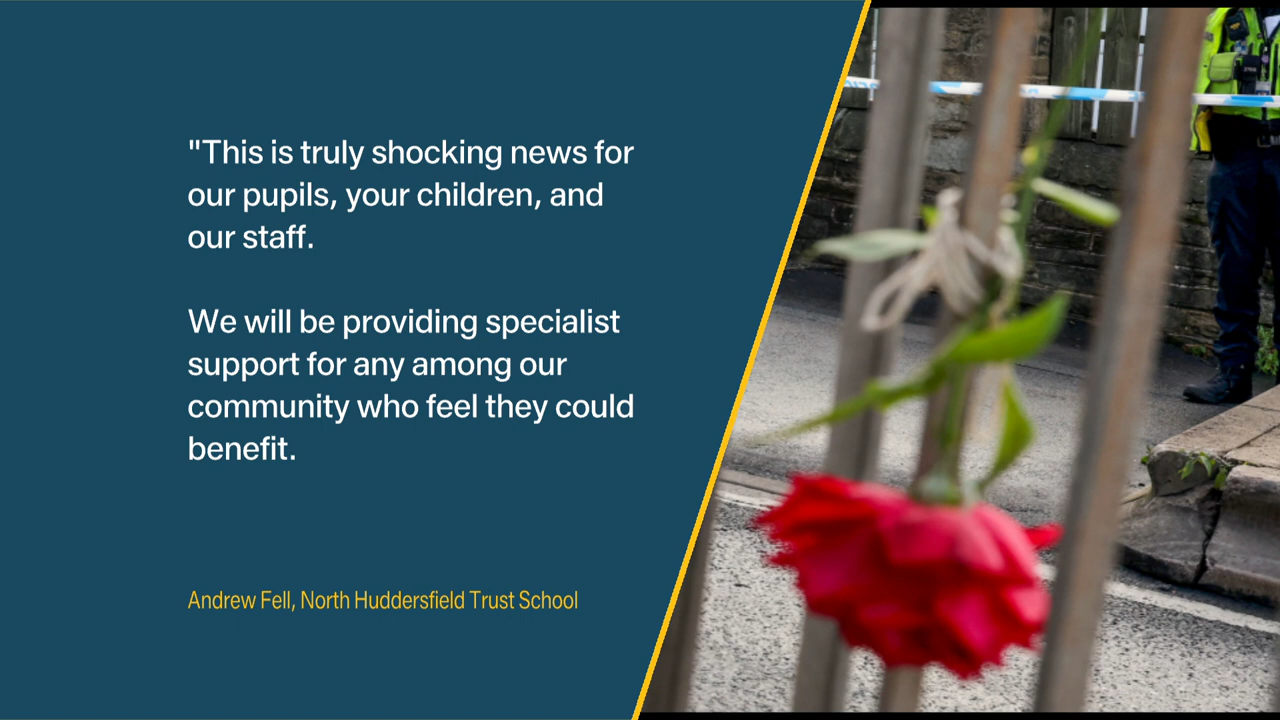 "This is truly shocking news for
our pupils, your children, and
our staff.
We will be providing specialist
support for any among our
community who feel they could
benefit.
Andrew Fell, North Huddersfield Trust School